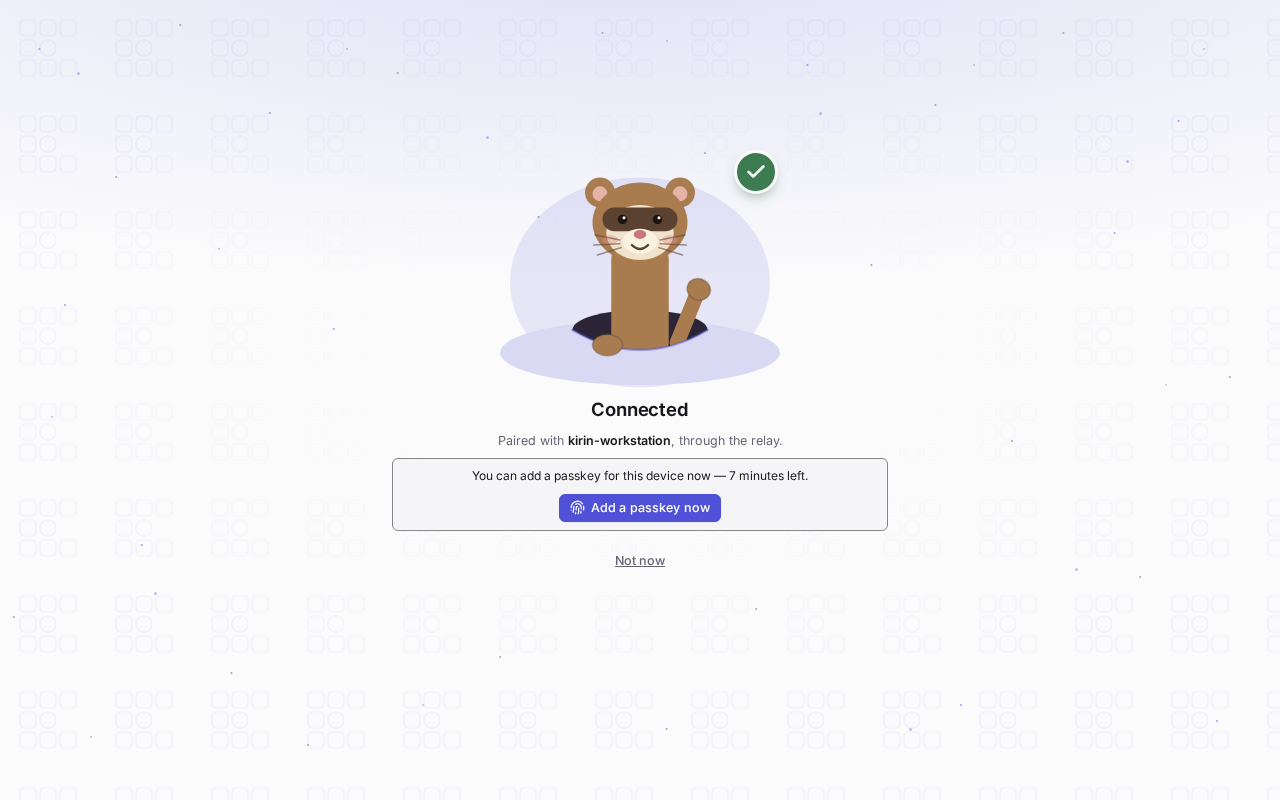 Connected
Paired with kirin-workstation, through the relay.
You can add a passkey for this device now — 7 minutes left.
Add a passkey now
Not now